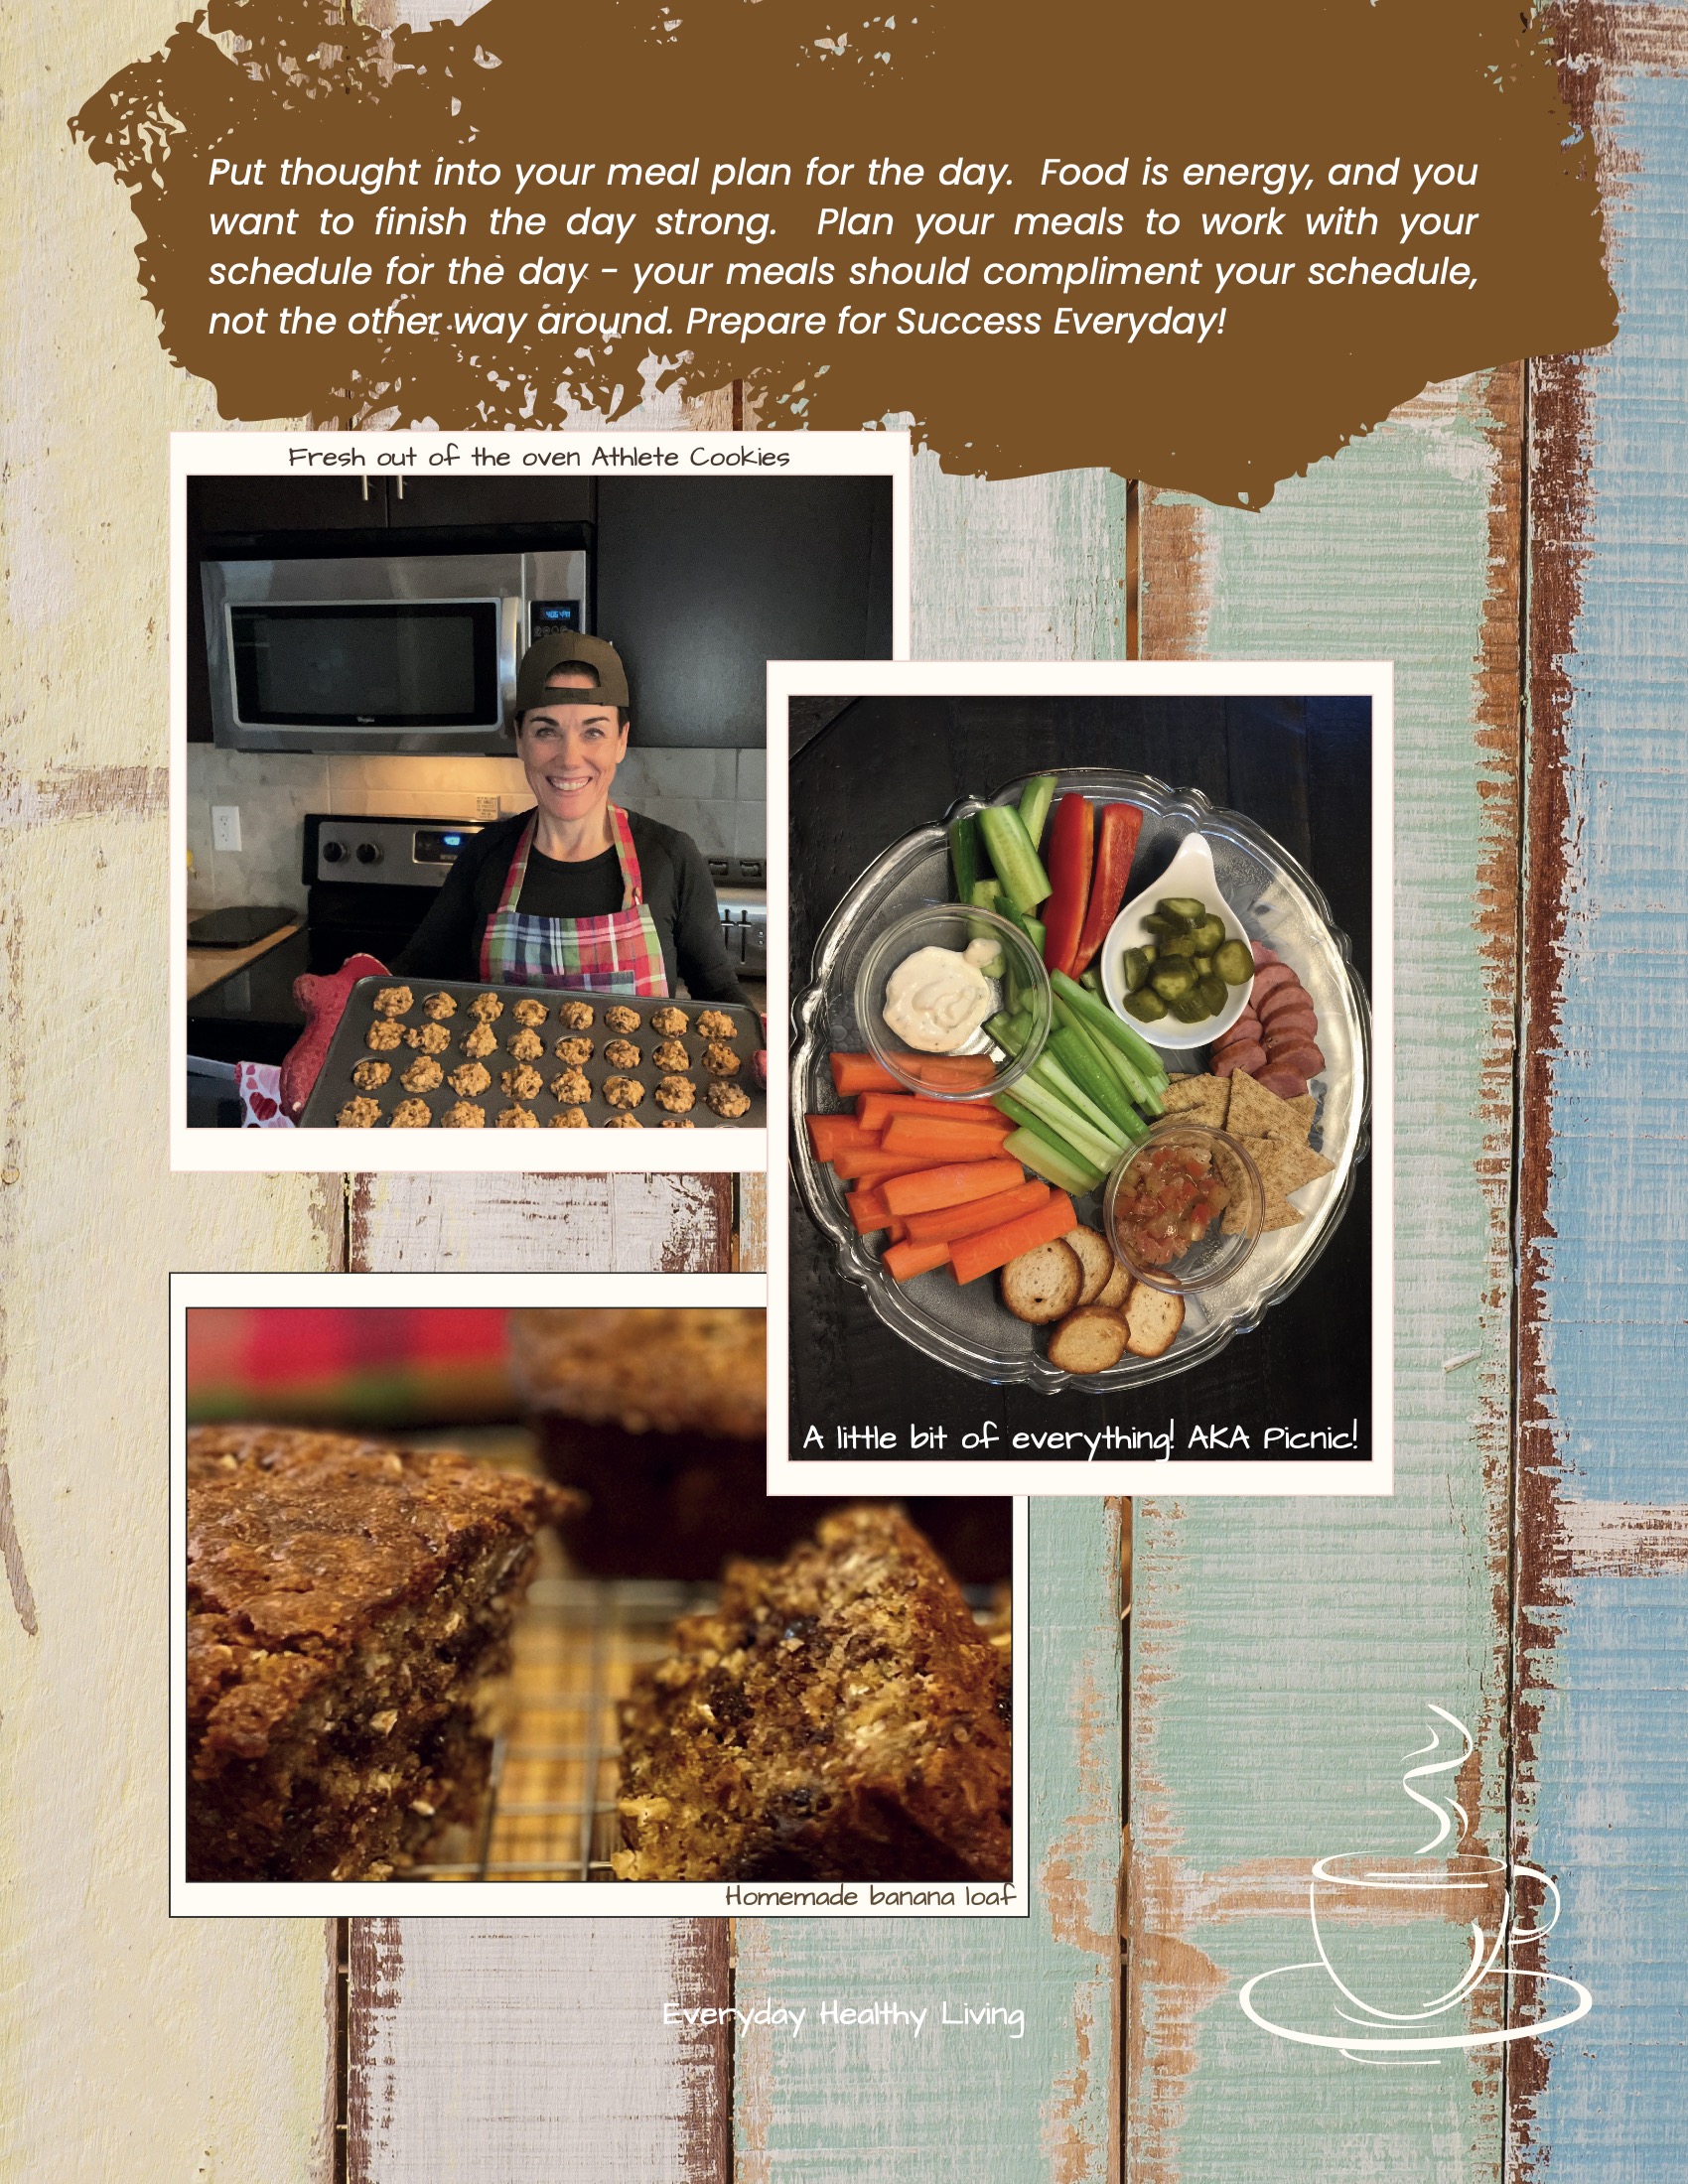 Put thought into your meal plan for the day.  Food is energy, and you
want to finish the day strong.  Plan your meals to work with your
schedule for the day - your meals should compliment your schedule,
not the other way around. Prepare for Success Everyday!
Fresh out of the oven Athlete Cookies
A little bit of everything! AKA Picnic!
Homemade banana loaf
Everyday Healthy Living